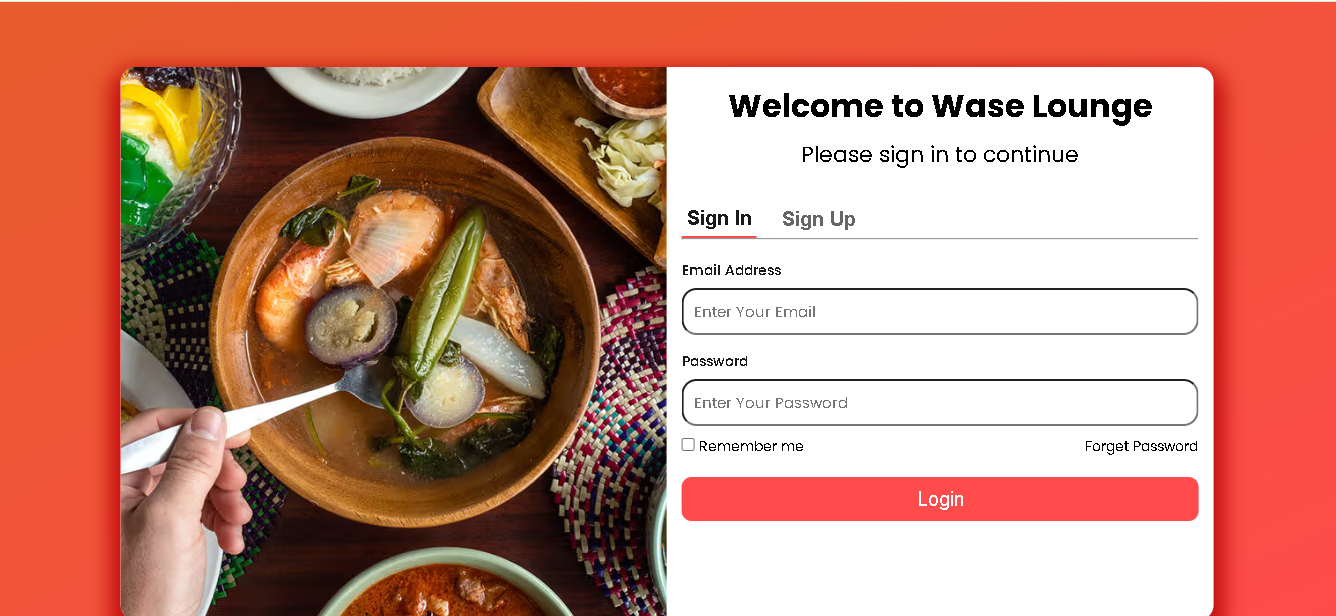 Welcome to Wase Lounge
Please sign in to continue
Sign In Sign Up
Email Address
Enter Your Email
Password
Enter Your Password
Remember me Forget Password
Login